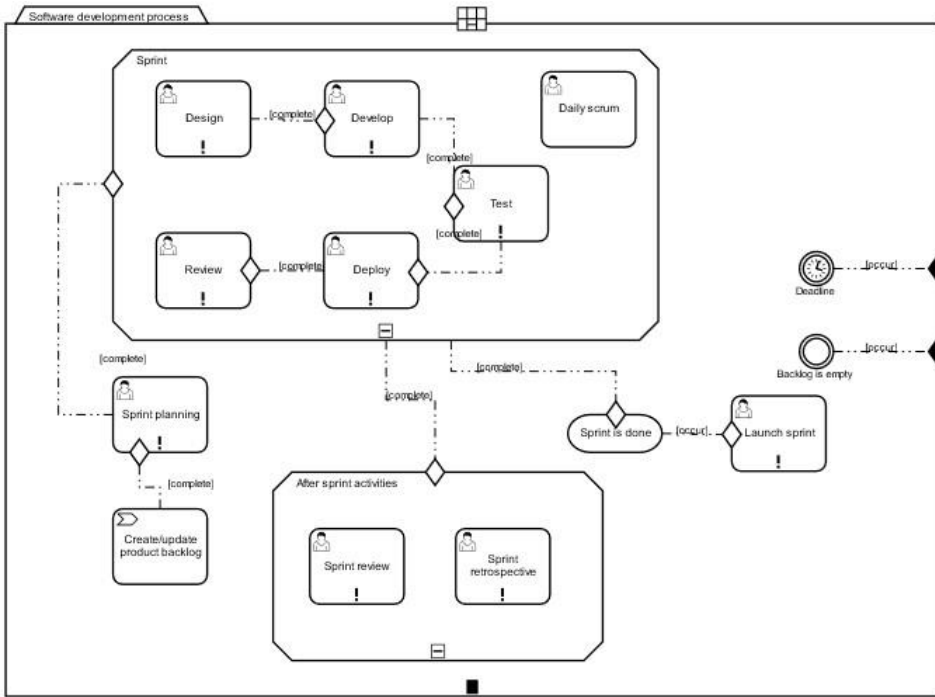 Software development process
Sprint
Design
[complete]
Develop
Daily scrum
[complete]
Test
[complete]
Review
[complete]
Deploy
Deadline
[occur]
Backlog is empty
[occur]
[complete]
Sprint planning
[complete]
[complete]
[complete]
Sprint is done
[occur]
Launch sprint
Create/update
product backlog
After sprint activities
Sprint review
Sprint
retrospective